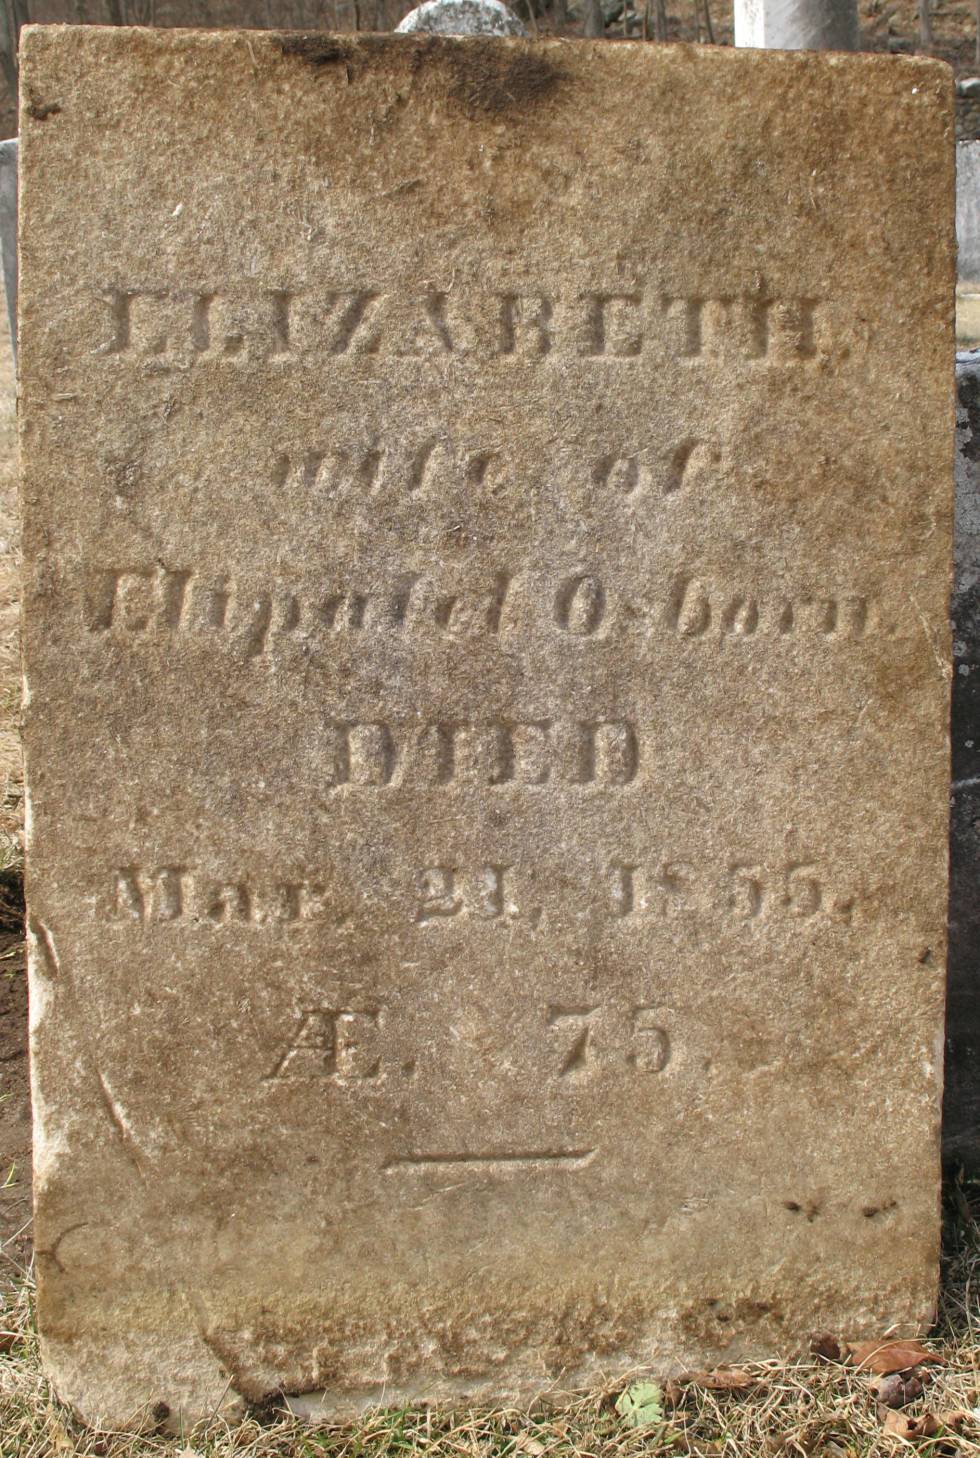 ELIZABETH.
wife of
Eliphalet Osborn.
DIED
Mar. 21, 1855.
Æ. 75.